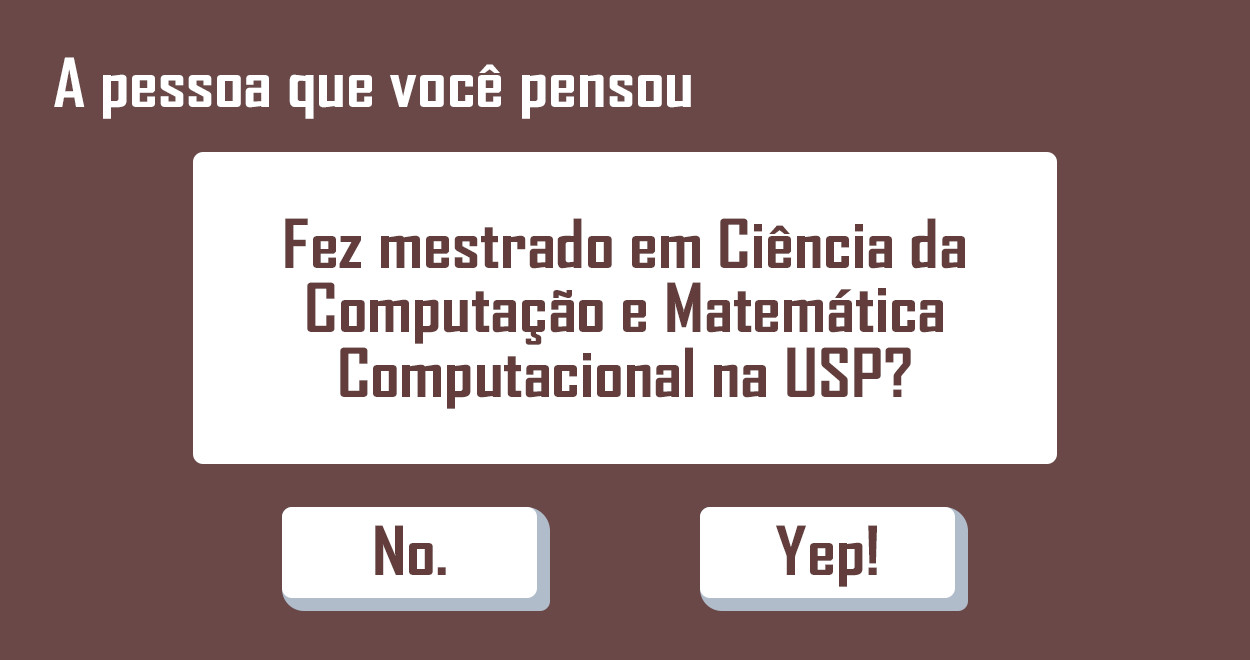 A pessoa que você pensou
Fez mestrado em Ciência da
Computação e Matemática
Computacional na USP?
No.
Yep!